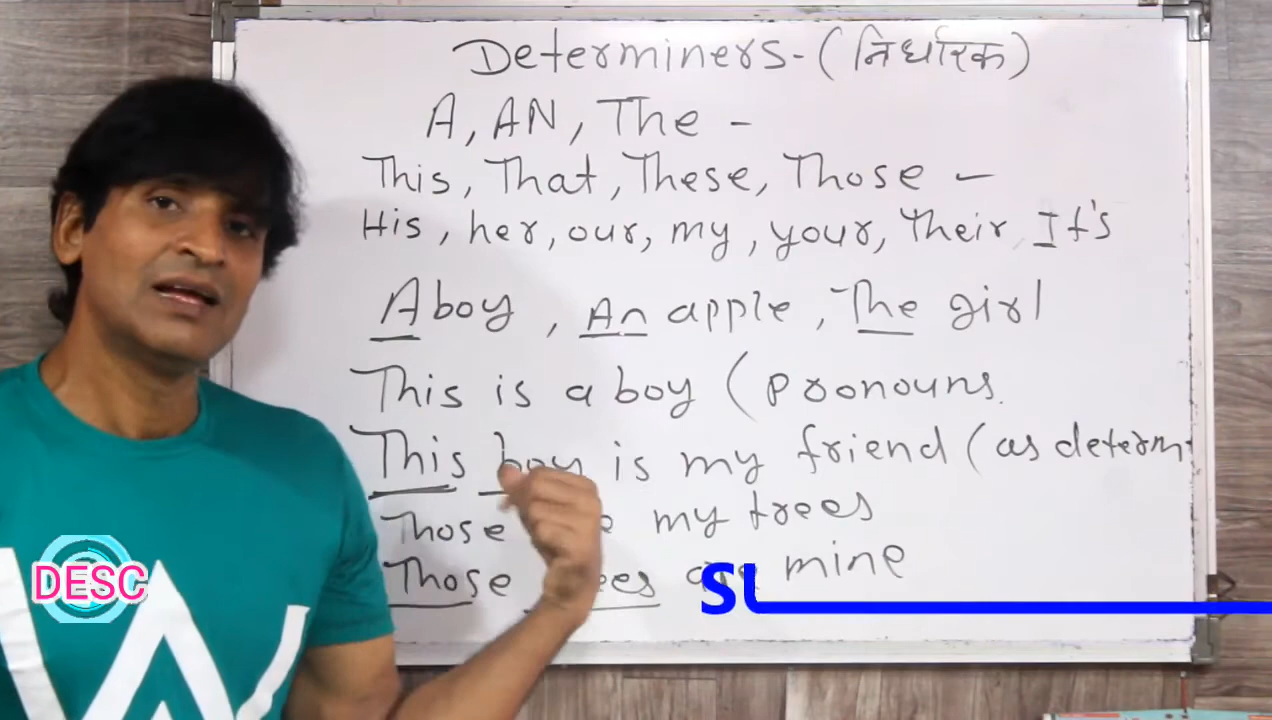 Determiners-(निर्धारक)
A, AN, The -
This, That, These, Those -
His, her, our, my, your, Their, It's
A boy, An apple, The girl
This is a boy (pronouns.
This boy is my friend (as determ
Those my trees
Those mine
DESC